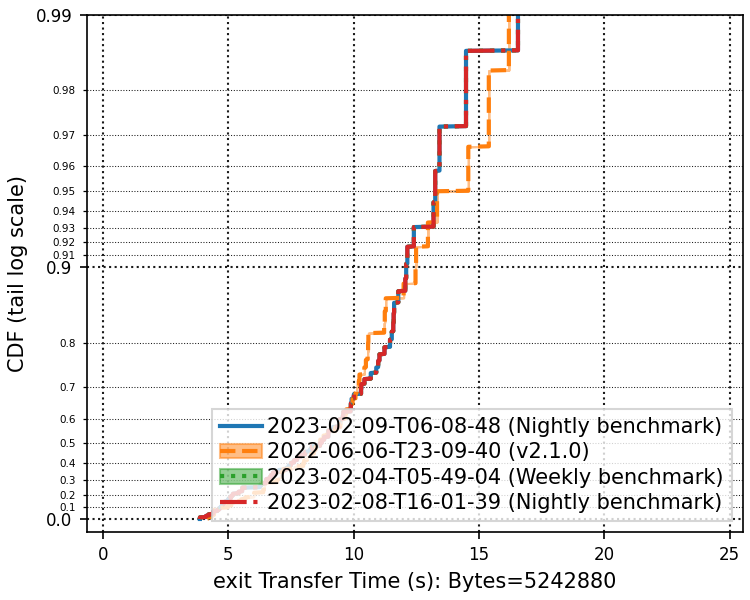 0.99
0.98
0.97
0.96
0.95
0.94
0.93
0.92
0.91
0.9
0.8
0.7
0.6
0.5
0.4
0.3
0.2
0.1
0.0
CDF (tail log scale)
2023-02-09-T06-08-48 (Nightly benchmark)
2022-06-06-T23-09-40 (v2.1.0)
2023-02-04-T05-49-04 (Weekly benchmark)
2023-02-08-T16-01-39 (Nightly benchmark)
0 5 10 15 20 25
exit Transfer Time (s): Bytes=5242880